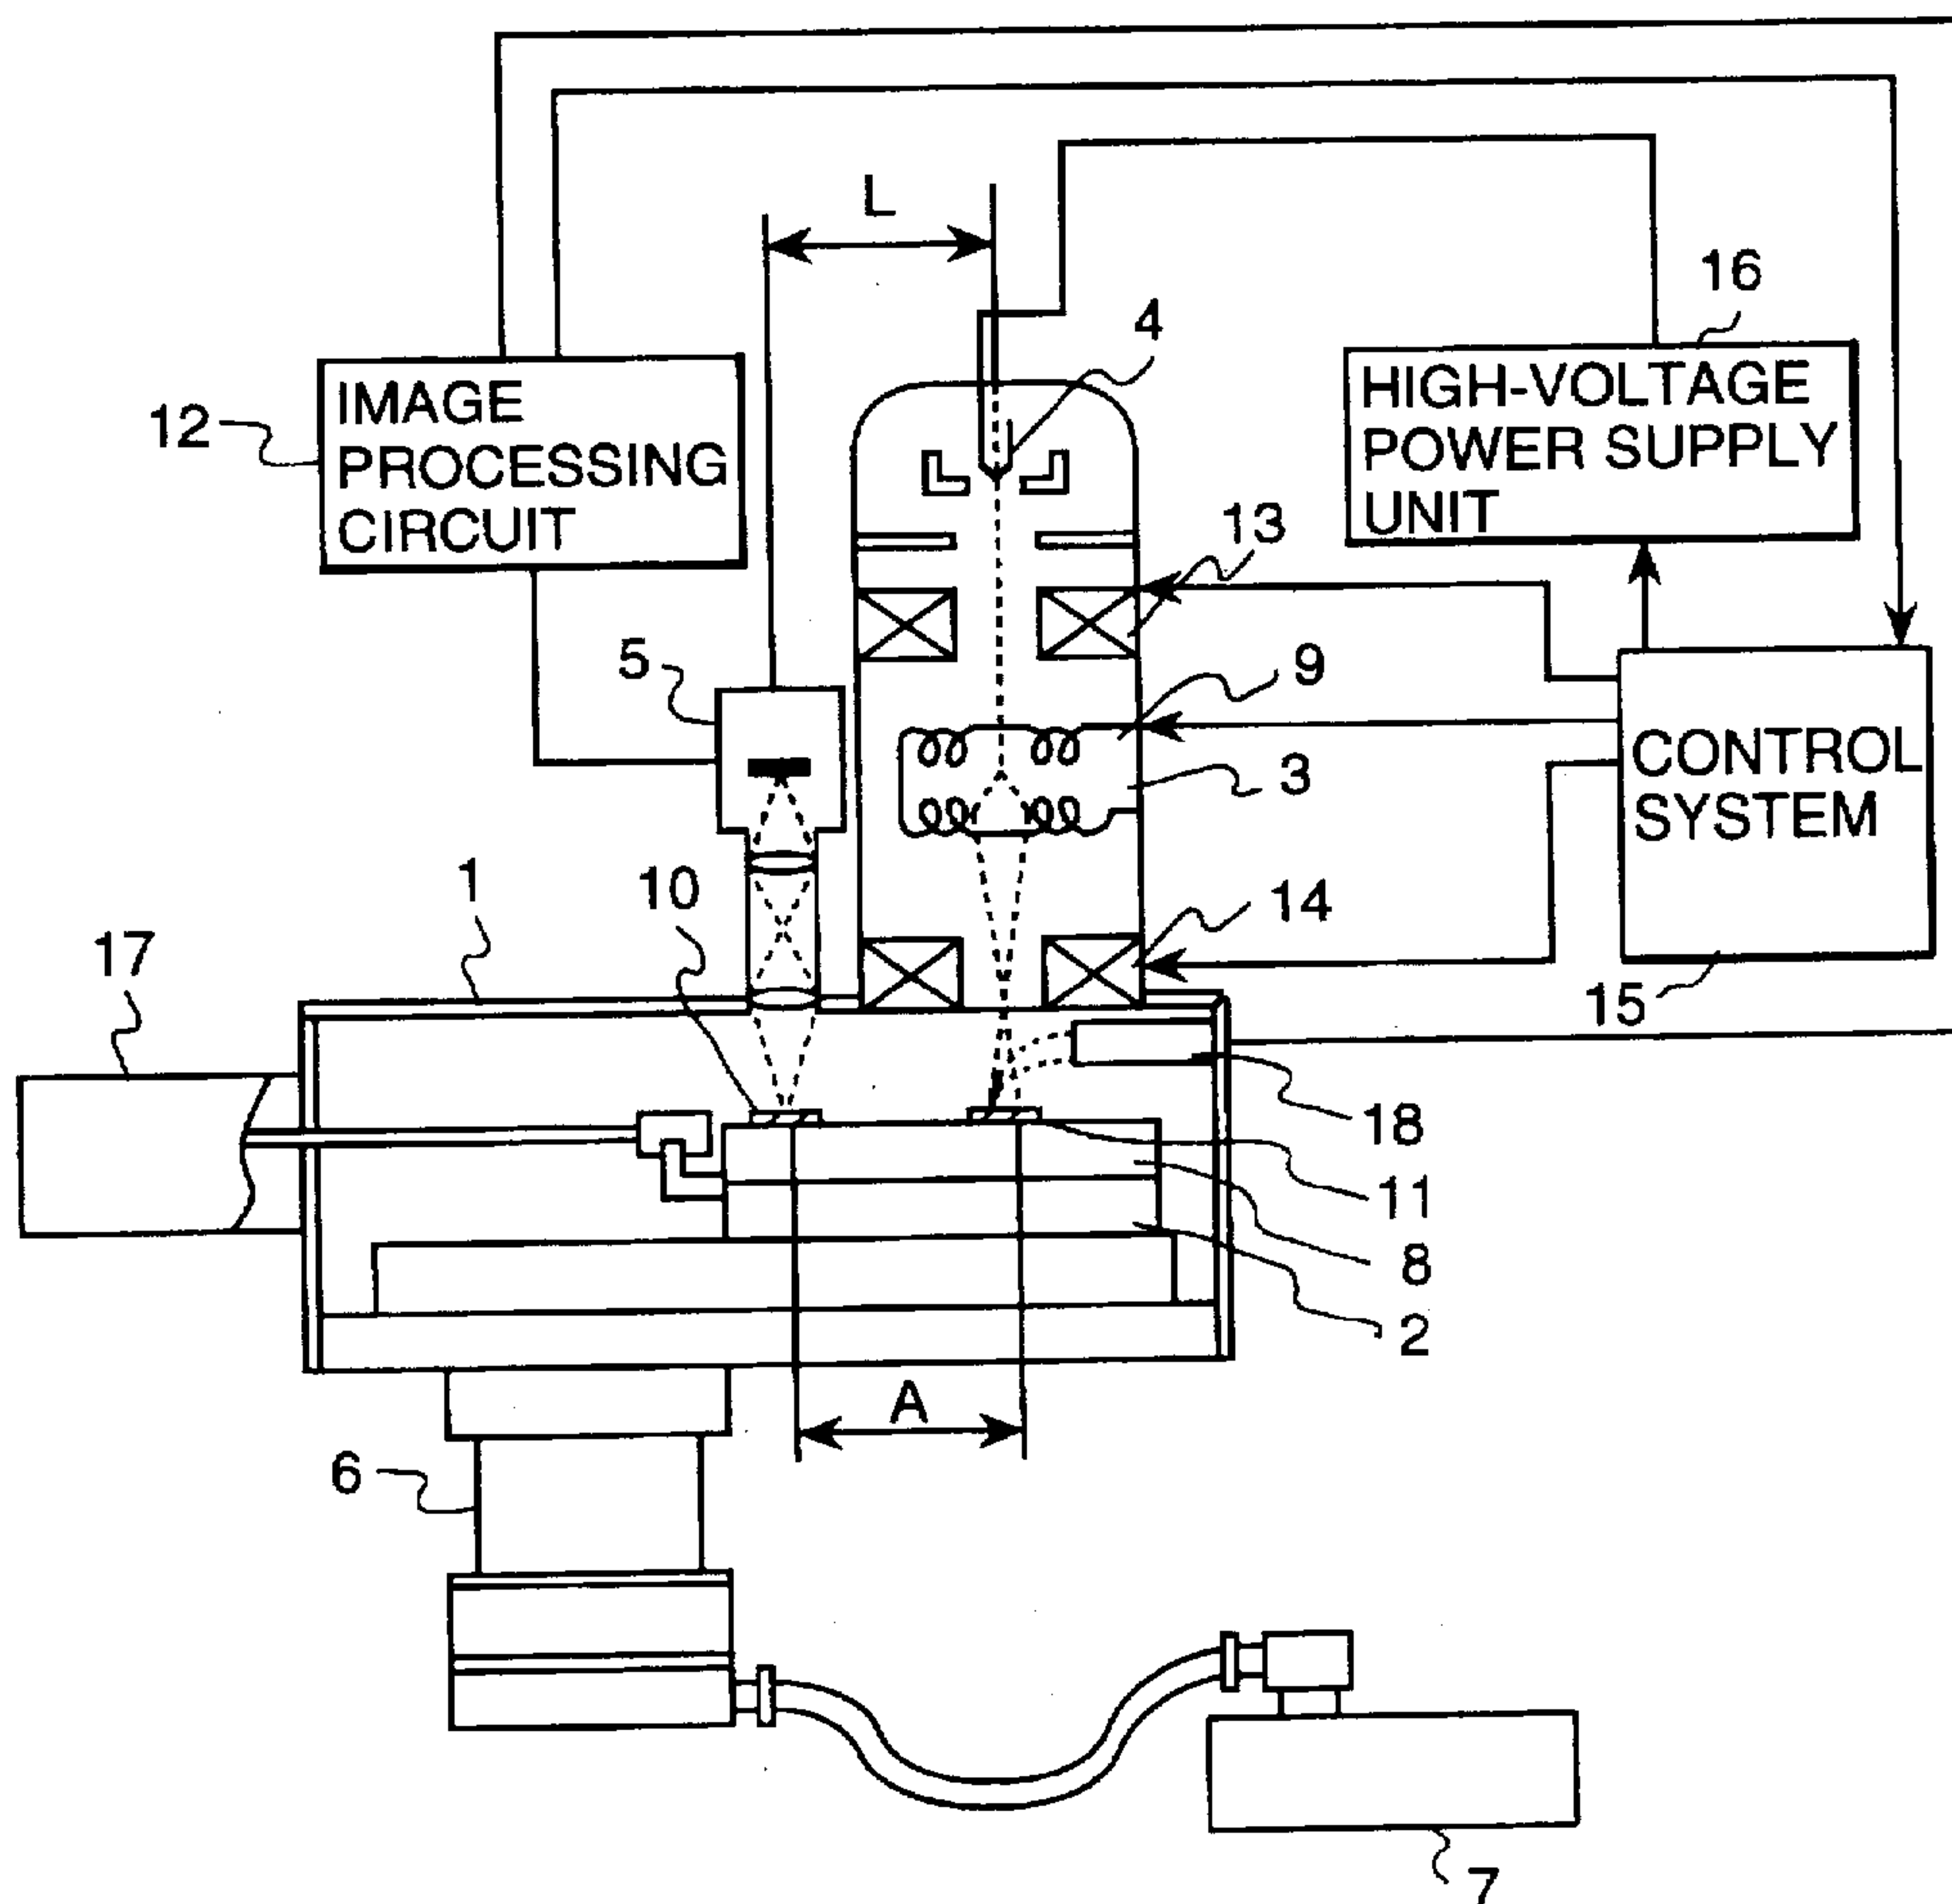 L
4
16
12
IMAGE
PROCESSING
CIRCUIT
HIGH-VOLTAGE
POWER SUPPLY
UNIT
13
5
9
3
CONTROL
SYSTEM
1
10
14
17
15
18
11
8
2
A
6
7